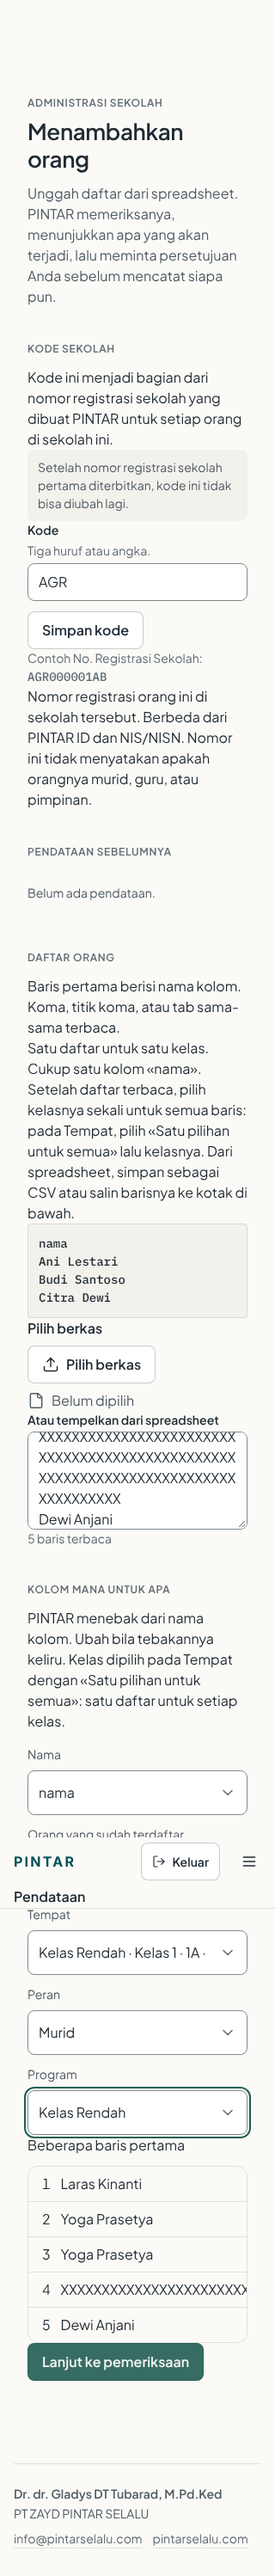 ADMINISTRASI SEKOLAH
Menambahkan
orang
Unggah daftar dari spreadsheet.
PINTAR memeriksanya,
menunjukkan apa yang akan
terjadi, lalu meminta persetujuan
Anda sebelum mencatat siapa
pun.
KODE SEKOLAH
Kode ini menjadi bagian dari
nomor registrasi sekolah yang
dibuat PINTAR untuk setiap orang
di sekolah ini.
Setelah nomor registrasi sekolah
pertama diterbitkan, kode ini tidak
bisa diubah lagi.
Kode
Tiga huruf atau angka.
AGR
Simpan kode
Contoh No. Registrasi Sekolah:
AGR000001AB
Nomor registrasi orang ini di
sekolah tersebut. Berbeda dari
PINTAR ID dan NIS/NISN. Nomor
ini tidak menyatakan apakah
orangnya murid, guru, atau
pimpinan.
PENDATAAN SEBELUMNYA
Belum ada pendataan.
DAFTAR ORANG
Baris pertama berisi nama kolom.
Koma, titik koma, atau tab sama-
sama terbaca.
Satu daftar untuk satu kelas.
Cukup satu kolom «nama».
Setelah daftar terbaca, pilih
kelasnya sekali untuk semua baris:
pada Tempat, pilih «Satu pilihan
untuk semua» lalu kelasnya. Dari
spreadsheet, simpan sebagai
CSV atau salin barisnya ke kotak di
bawah.
nama
Ani Lestari
Budi Santoso
Citra Dewi
Pilih berkas
Pilih berkas
Belum dipilih
Atau tempelkan dari spreadsheet
XXXXXXXXXXXXXXXXXXXXXXXX
XXXXXXXXXXXXXXXXXXXXXXXX
XXXXXXXXXXXXXXXXXXXXXXXX
XXXXXXXXXX
Dewi Anjani
5 baris terbaca
KOLOM MANA UNTUK APA
PINTAR menebak dari nama
kolom. Ubah bila tebakannya
keliru. Kelas dipilih pada Tempat
dengan «Satu pilihan untuk
semua»: satu daftar untuk setiap
kelas.
Nama
nama
Orang yang sudah terdaftar
PINTAR
Keluar
Pendataan
Tempat
Kelas Rendah · Kelas 1 · 1A ·
Peran
Murid
Program
Kelas Rendah
Beberapa baris pertama
1 Laras Kinanti
2 Yoga Prasetya
3 Yoga Prasetya
4 XXXXXXXXXXXXXXXXXXXXXXX
5 Dewi Anjani
Lanjut ke pemeriksaan
Dr. dr. Gladys DT Tubarad, M.Pd.Ked
PT ZAYD PINTAR SELALU
info@pintarselalu.com pintarselalu.com